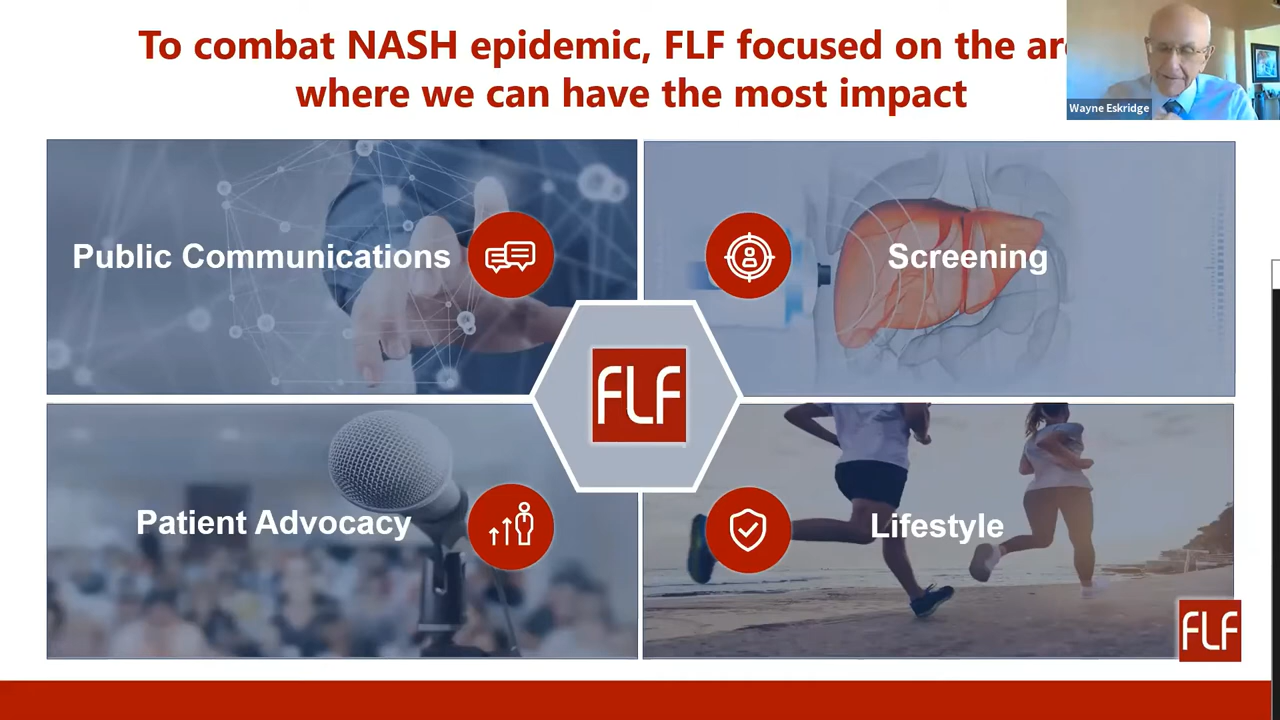 To combat NASH epidemic, FLF focused on the
where we can have the most impact
Wayne Eskridge
Public Communications
Screening
FLF
Patient Advocacy
Lifestyle
FLF